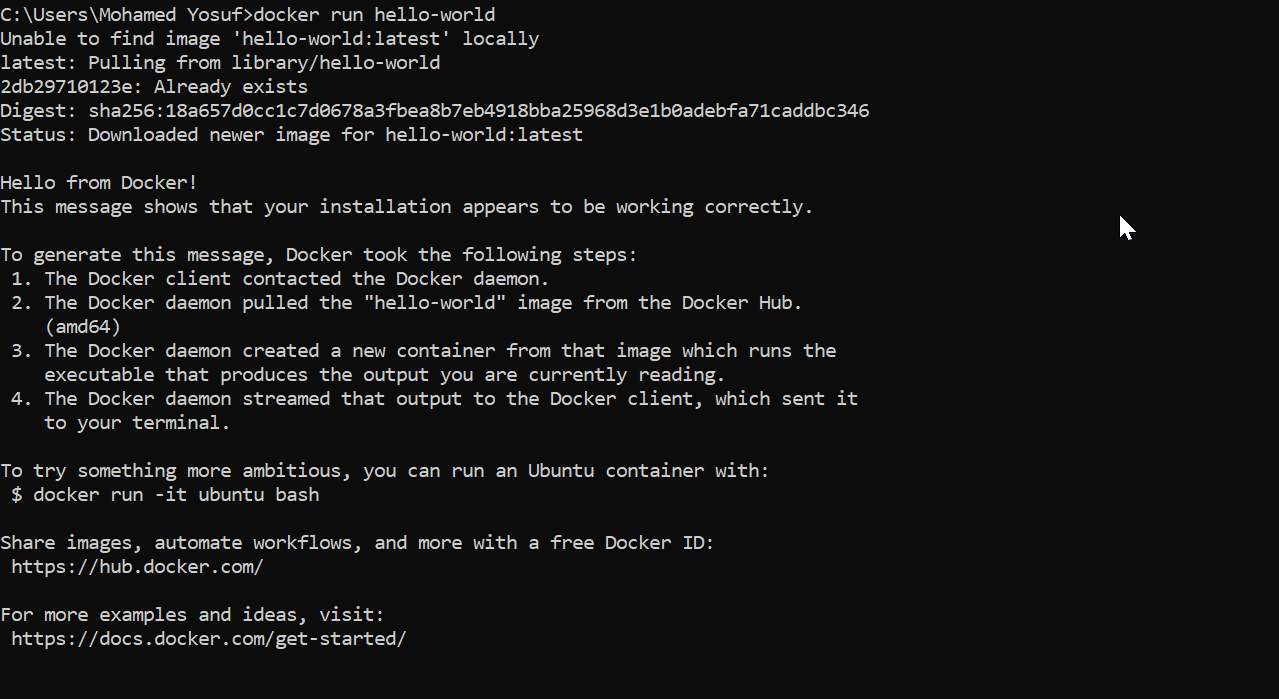 C:\Users\Mohamed Yosuf>docker run hello-world
Unable to find image 'hello-world:latest' locally
latest: Pulling from library/hello-world
2db29710123e: Already exists
Digest: sha256:18a657d0cc1c7d0678a3fbea8b7eb4918bba25968d3e1b0adebfa71caddbc346
Status: Downloaded newer image for hello-world:latest

Hello from Docker!
This message shows that your installation appears to be working correctly.

To generate this message, Docker took the following steps:
 1. The Docker client contacted the Docker daemon.
 2. The Docker daemon pulled the "hello-world" image from the Docker Hub.
    (amd64)
 3. The Docker daemon created a new container from that image which runs the
    executable that produces the output you are currently reading.
 4. The Docker daemon streamed that output to the Docker client, which sent it
    to your terminal.

To try something more ambitious, you can run an Ubuntu container with:
 $ docker run -it ubuntu bash

Share images, automate workflows, and more with a free Docker ID:
 https://hub.docker.com/

For more examples and ideas, visit:
 https://docs.docker.com/get-started/